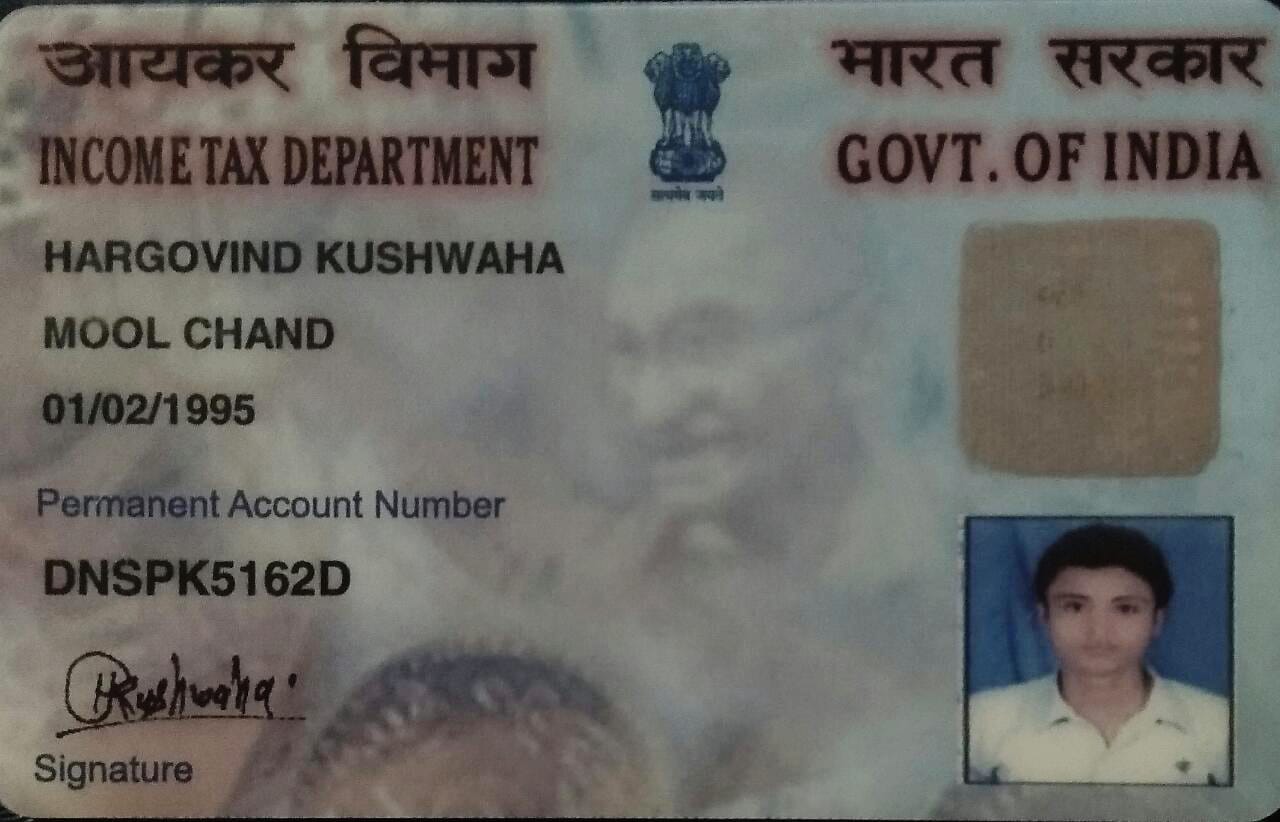 आयकर विभाग
भारत सरकार
INCOME TAX DEPARTMENT
GOVT. OF INDIA
सत्यमेव जयते
HARGOVIND KUSHWAHA
MOOL CHAND
01/02/1995
Permanent Account Number
DNSPK5162D
HKushwaha
Signature